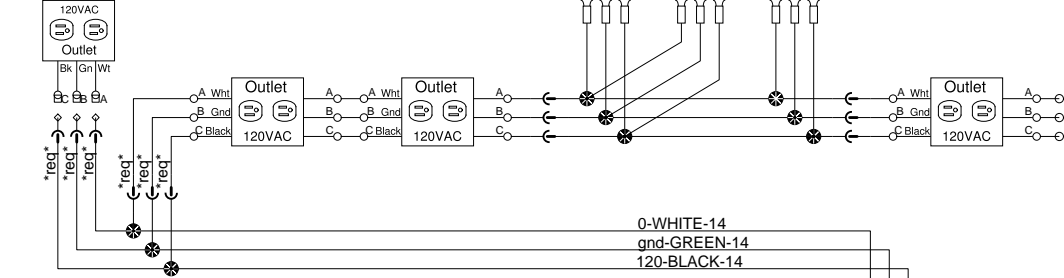 120VAC
Outlet
Bk Gn Wt
C B A
*req* *req* *req*
*req* *req* *req*
A Wht Outlet A A Wht Outlet A A Wht Outlet A
B Gnd B B Gnd B B Gnd B
C Black 120VAC C C Black 120VAC C C Black 120VAC C
0-WHITE-14
gnd-GREEN-14
120-BLACK-14